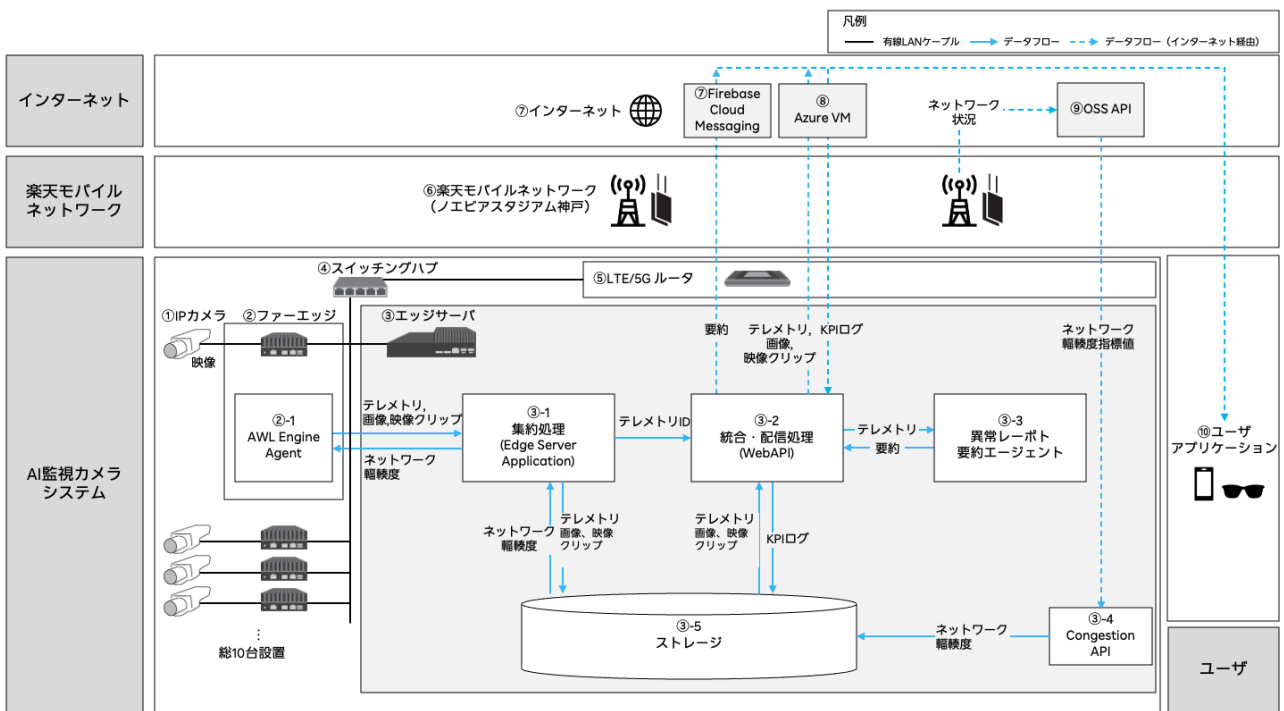 凡例
有線LANケーブル
データフロー
データフロー（インターネット経由）
インターネット
⑦インターネット
⑦Firebase
Cloud
Messaging
⑧
Azure VM
ネットワーク
状況
⑨OSS API
楽天モバイル
ネットワーク
⑥楽天モバイルネットワーク
（ノエビアスタジアム神戸）
AI監視カメラ
システム
④スイッチングハブ
⑤LTE/5G ルータ
①IPカメラ
②ファーエッジ
③エッジサーバ
映像
要約
テレメトリ,
画像,
映像クリップ
KPIログ
ネットワーク
輻輳度指標値
②-1
AWL Engine
Agent
テレメトリ,
画像,映像クリップ
ネットワーク
輻輳度
③-1
集約処理
(Edge Server
Application)
テレメトリID
③-2
統合・配信処理
(WebAPI)
テレメトリ
要約
③-3
異常レーポト
要約エージェント
⑩ユーザ
アプリケーション
ネットワーク
輻輳度
テレメトリ
画像、映像
クリップ
テレメトリ
画像、映像
クリップ
KPIログ
③-5
ストレージ
ネットワーク
輻輳度
③-4
Congestion
API
⋮
総10台設置
ユーザ